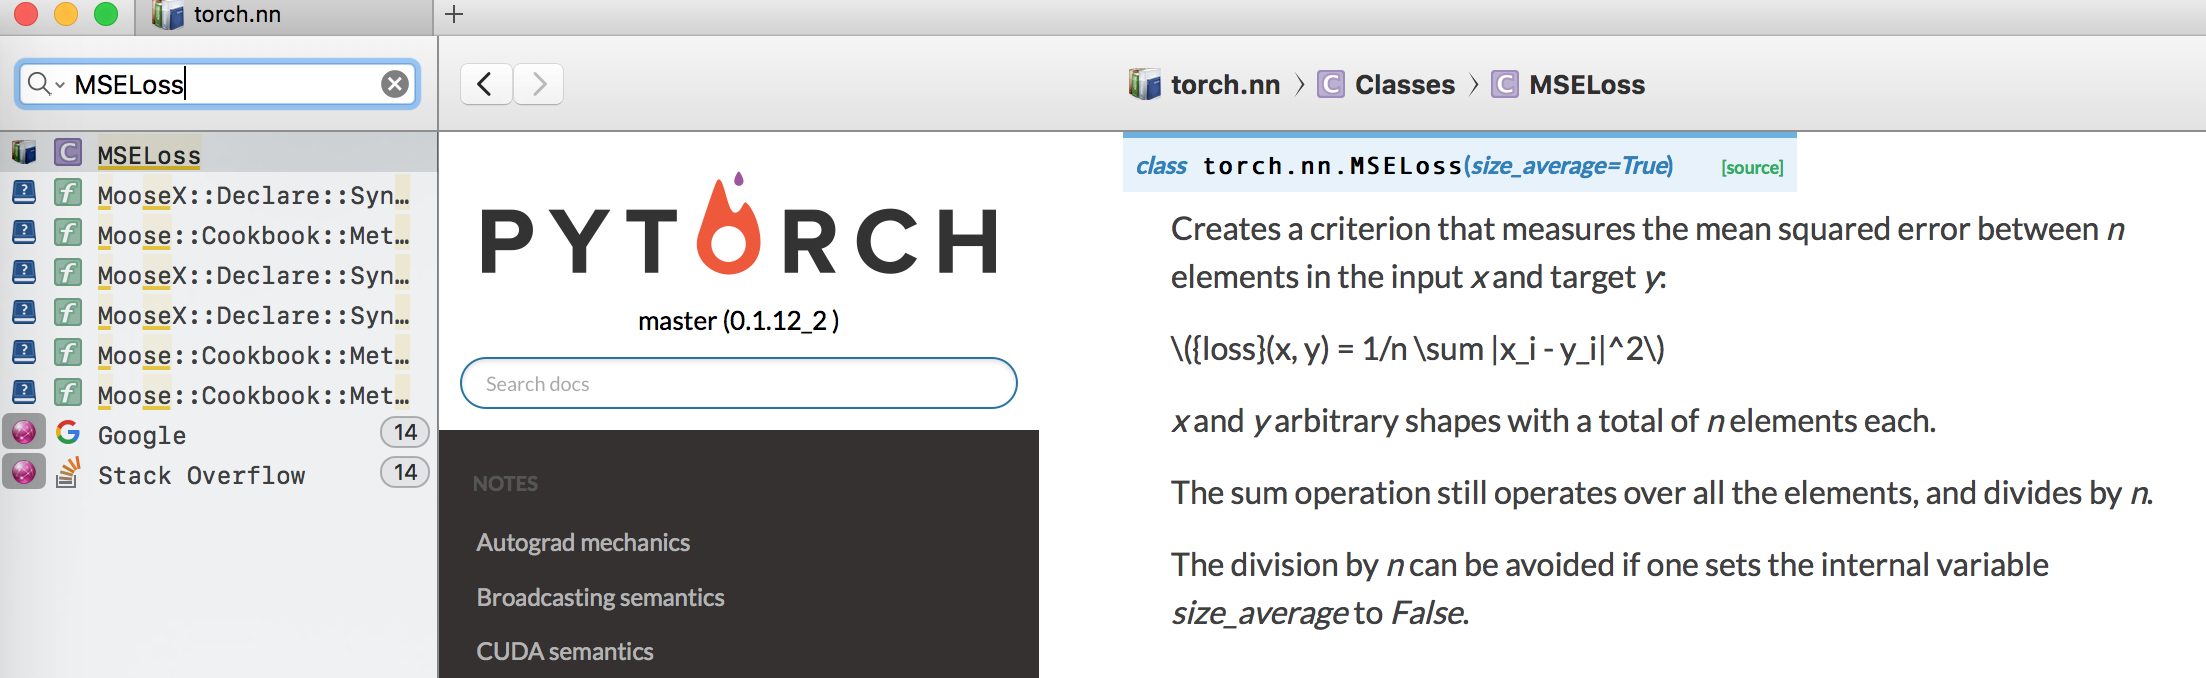 torch.nn
MSELoss
torch.nn › Classes › MSELoss
MSELoss
MooseX::Declare::Syn…
Moose::Cookbook::Met…
MooseX::Declare::Syn…
MooseX::Declare::Syn…
Moose::Cookbook::Met…
Moose::Cookbook::Met…
Google 14
Stack Overflow 14
PYTORCH
master (0.1.12_2 )
Search docs
NOTES
Autograd mechanics
Broadcasting semantics
CUDA semantics
class torch.nn.MSELoss(size_average=True) [source]
Creates a criterion that measures the mean squared error between n
elements in the input x and target y:
\({loss}(x, y) = 1/n \sum |x_i - y_i|^2\)
x and y arbitrary shapes with a total of n elements each.
The sum operation still operates over all the elements, and divides by n.
The division by n can be avoided if one sets the internal variable
size_average to False.